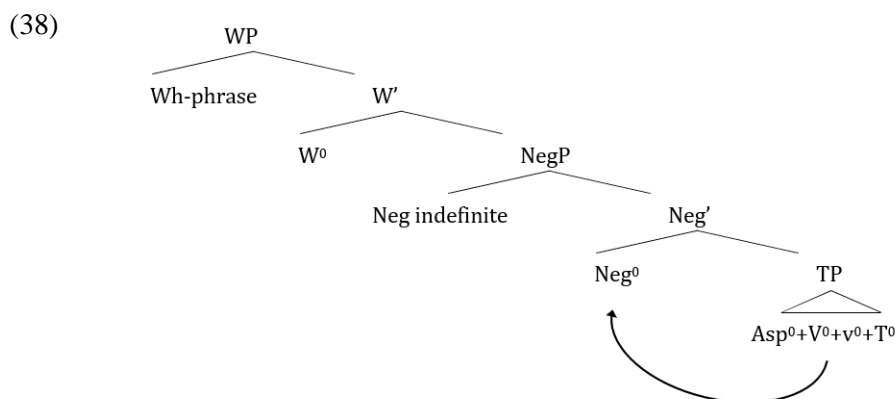 (38)
WP
Wh-phrase W’
W⁰ NegP
Neg indefinite Neg’
Neg⁰ TP
Asp⁰+V⁰+v⁰+T⁰